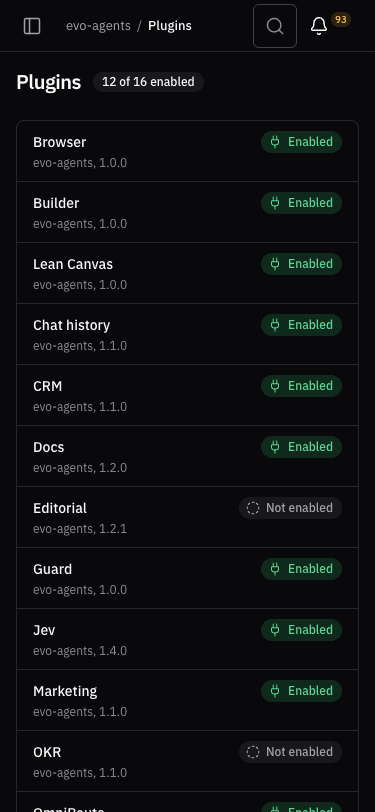 evo-agents / Plugins
93
Plugins
12 of 16 enabled
Browser
Enabled
evo-agents, 1.0.0
Builder
Enabled
evo-agents, 1.0.0
Lean Canvas
Enabled
evo-agents, 1.0.0
Chat history
Enabled
evo-agents, 1.1.0
CRM
Enabled
evo-agents, 1.1.0
Docs
Enabled
evo-agents, 1.2.0
Editorial
Not enabled
evo-agents, 1.2.1
Guard
Enabled
evo-agents, 1.0.0
Jev
Enabled
evo-agents, 1.4.0
Marketing
Enabled
evo-agents, 1.1.0
OKR
Not enabled
evo-agents, 1.1.0
OmniRoute
Enabled